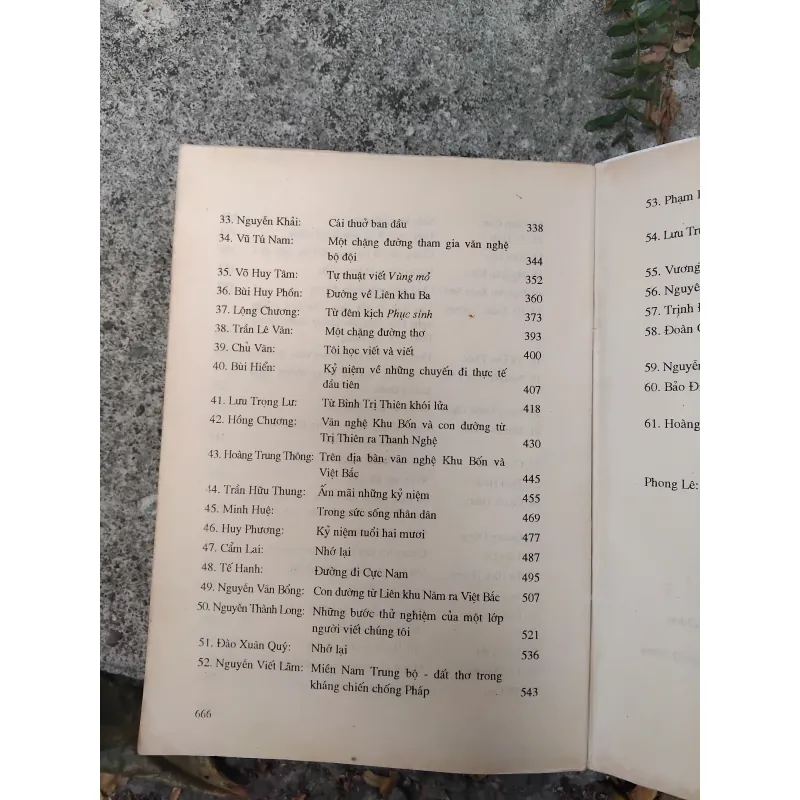 33. Nguyễn Khải: Cái thuở ban đầu 338
34. Vũ Tú Nam: Một chặng đường tham gia văn nghệ
bộ đội 344
35. Võ Huy Tâm: Tự thuật viết Vùng mỏ 352
36. Bùi Huy Phồn: Đường về Liên khu Ba 360
37. Lộng Chương: Từ đêm kịch Phục sinh 373
38. Trần Lê Văn: Một chặng đường thơ 393
39. Chu Văn: Tôi học viết và viết 400
40. Bùi Hiển: Kỷ niệm về những chuyến đi thực tế
đầu tiên 407
41. Lưu Trọng Lư: Từ Bình Trị Thiên khói lửa 418
42. Hồng Chương: Văn nghệ Khu Bốn và con đường từ
Trị Thiên ra Thanh Nghệ 430
43. Hoàng Trung Thông: Trên địa bàn văn nghệ Khu Bốn và
Việt Bắc 445
44. Trần Hữu Thung: Ấm mãi những kỷ niệm 455
45. Minh Huệ: Trong sức sống nhân dân 469
46. Huy Phương: Kỷ niệm tuổi hai mươi 477
47. Cẩm Lai: Nhớ lại 487
48. Tế Hanh: Đường đi Cực Nam 495
49. Nguyễn Văn Bổng: Con đường từ Liên khu Năm ra Việt Bắc 507
50. Nguyễn Thành Long: Những bước thử nghiệm của một lớp
người viết chúng tôi 521
51. Đào Xuân Quý: Nhớ lại 536
52. Nguyễn Viết Lãm: Miền Nam Trung bộ - đất thơ trong
kháng chiến chống Pháp 543
666
53. Phạm
54. Lưu
55. Vương
56.
57. Trịnh
58. Đoàn
59. Nguyễn
60. Bảo
61. Hoàng
Phong Lê: